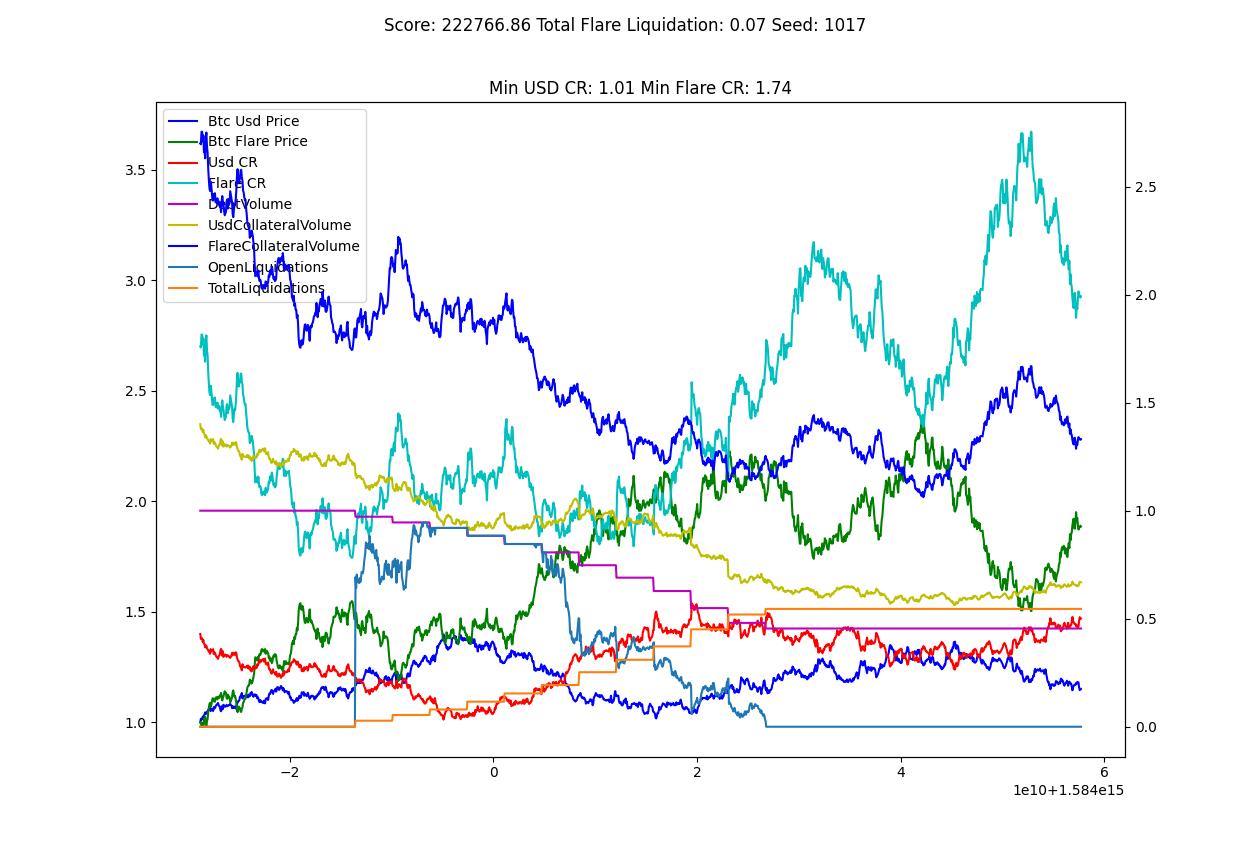 Score: 222766.86 Total Flare Liquidation: 0.07 Seed: 1017
Min USD CR: 1.01 Min Flare CR: 1.74
Btc Usd Price
Btc Flare Price
Usd CR
Flare CR
DebtVolume
UsdCollateralVolume
FlareCollateralVolume
OpenLiquidations
TotalLiquidations
3.5
3.0
2.5
2.0
1.5
1.0
2.5
2.0
1.5
1.0
0.5
0.0
−2
0
2
4
6
1e10+1.584e15